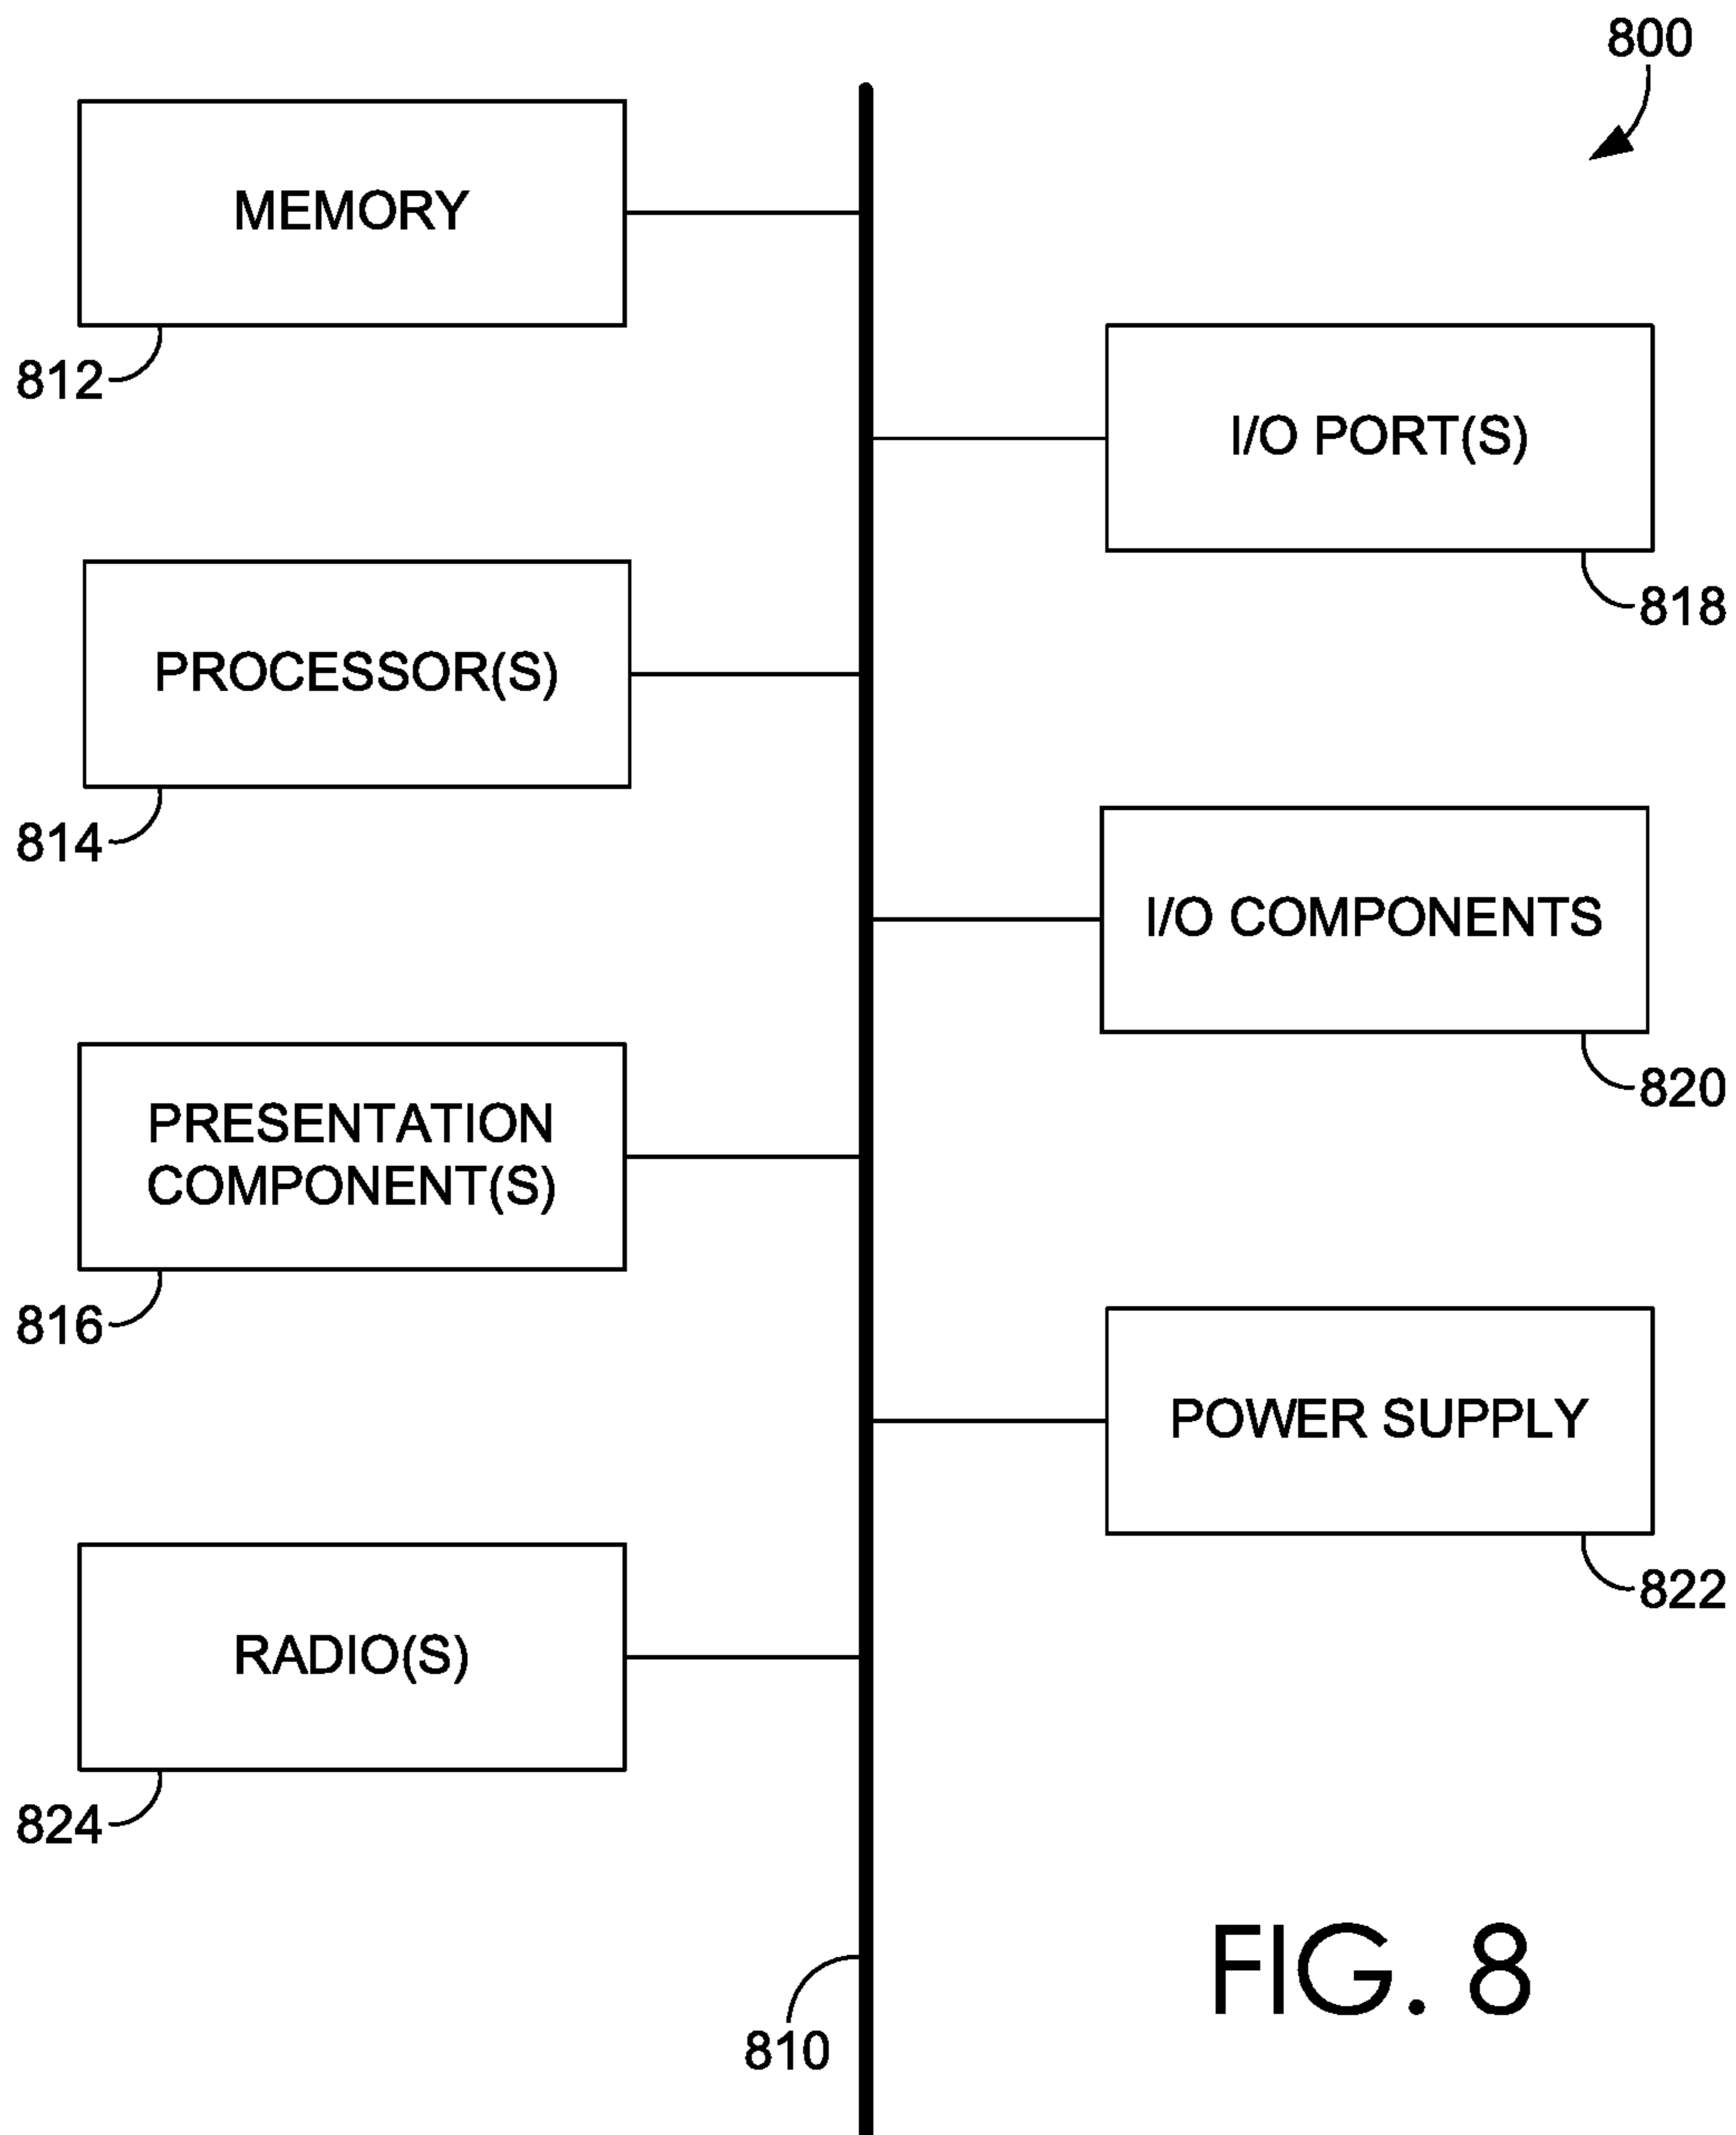 800
MEMORY
812
I/O PORT(S)
818
PROCESSOR(S)
814
I/O COMPONENTS
820
PRESENTATION
COMPONENT(S)
816
POWER SUPPLY
822
RADIO(S)
824
810
FIG. 8